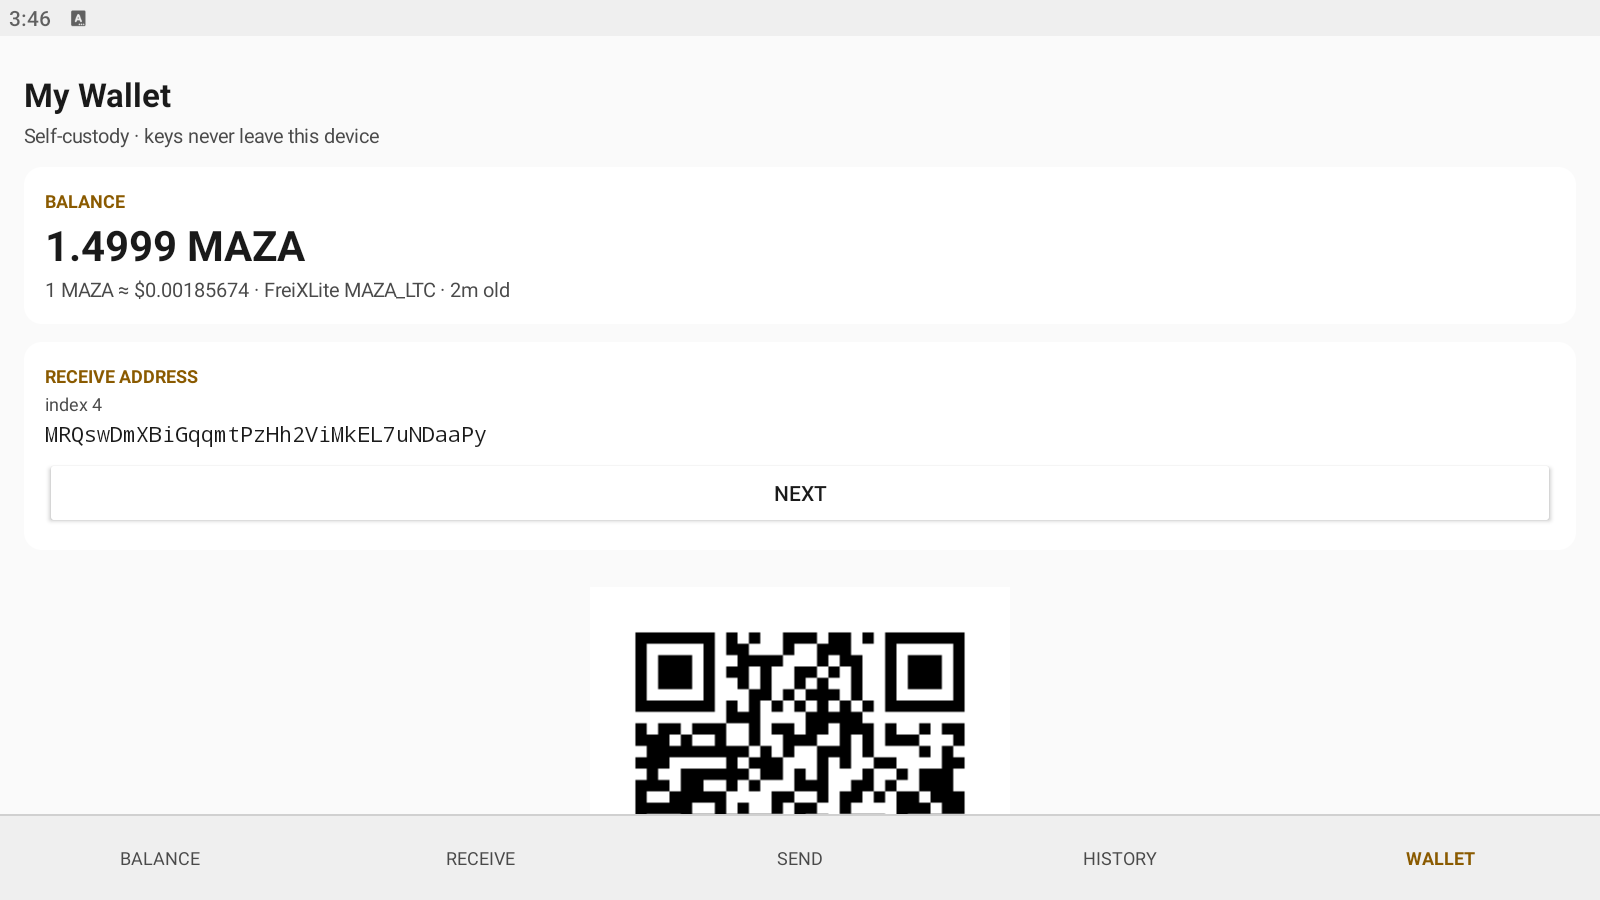 3:46
My Wallet
Self-custody · keys never leave this device
BALANCE
1.4999 MAZA
1 MAZA ≈ $0.00185674 · FreiXLite MAZA_LTC · 2m old
RECEIVE ADDRESS
index 4
MRQswDmXBiGqqmtPzHh2ViMkEL7uNDaaPy
NEXT
BALANCE RECEIVE SEND HISTORY WALLET